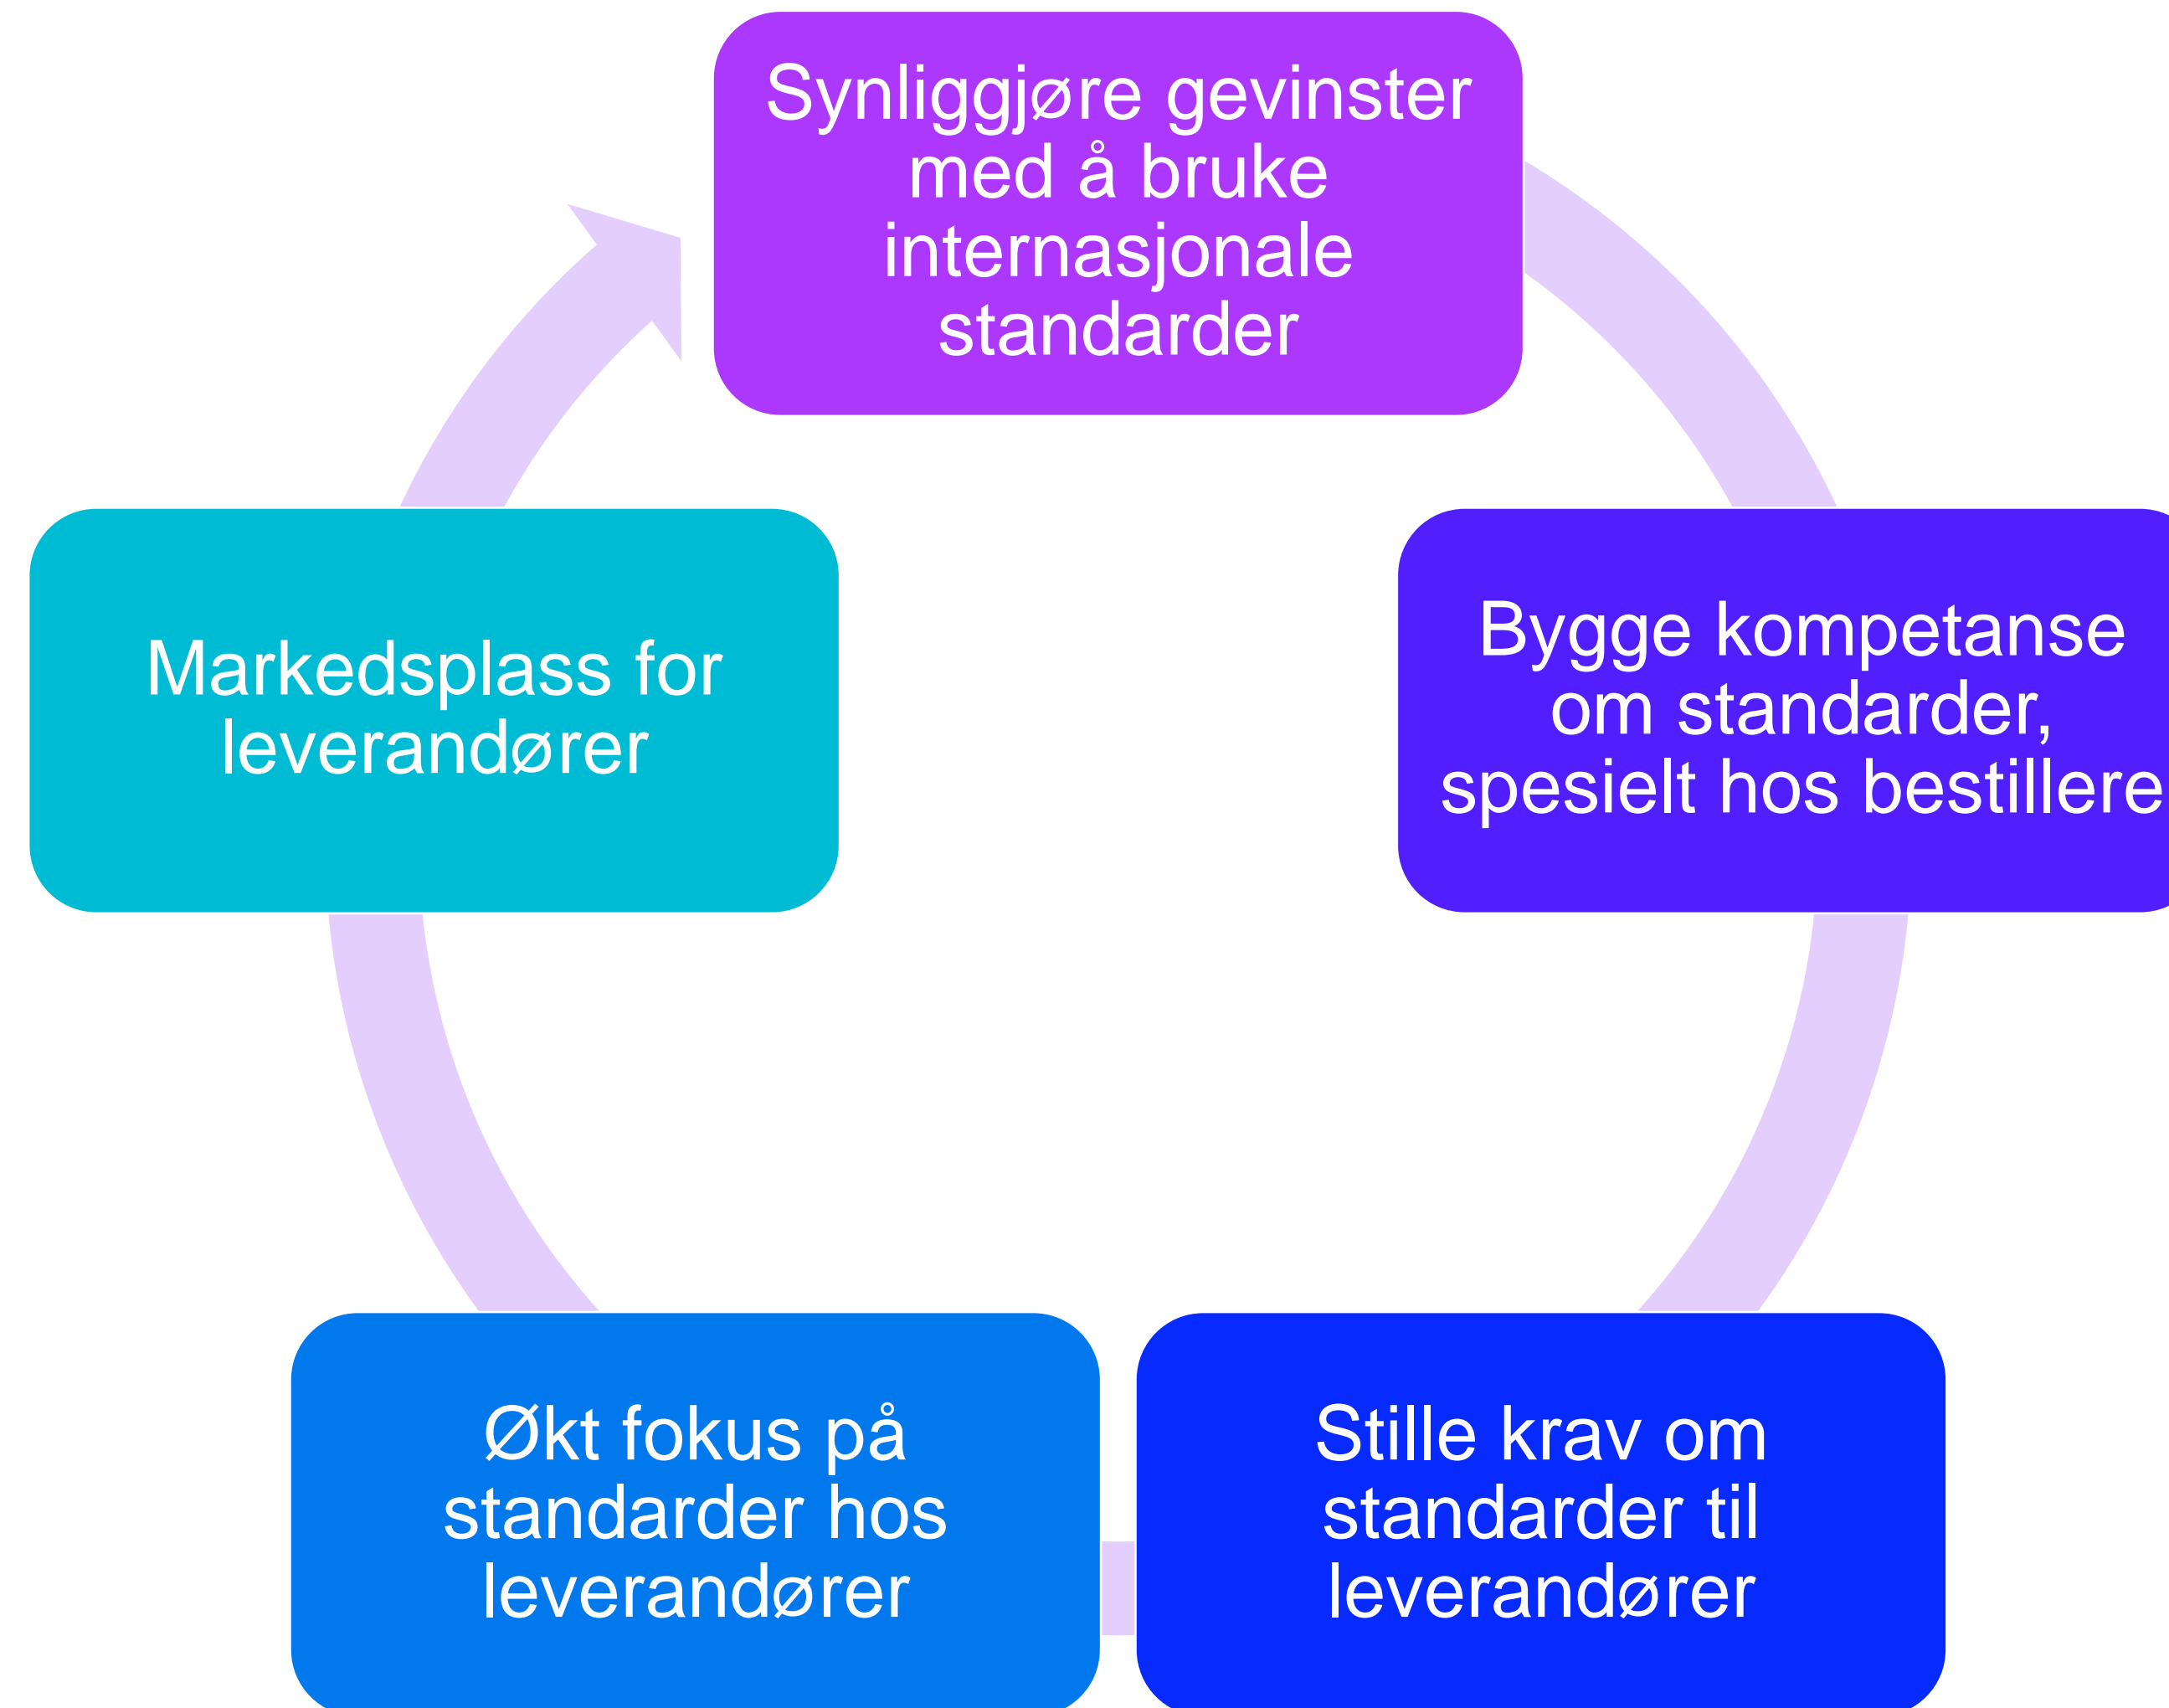 Synliggjøre gevinster
med å bruke
internasjonale
standarder
Bygge kompetanse
om standarder,
spesielt hos bestillere
Stille krav om
standarder til
leverandører
Økt fokus på
standarder hos
leverandører
Markedsplass for
leverandører